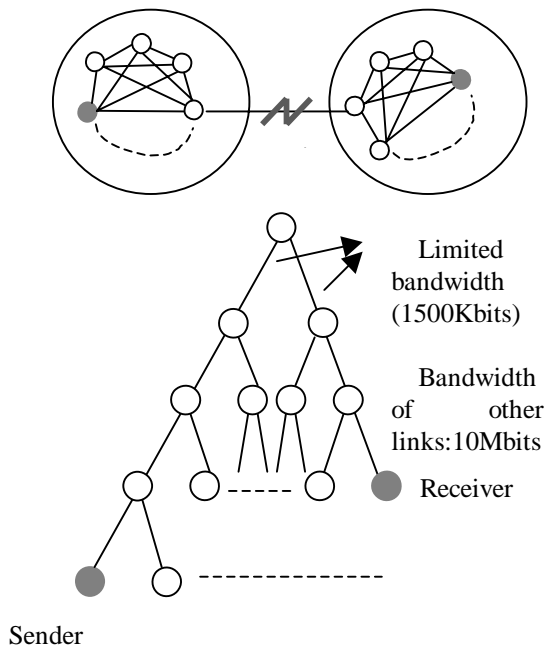 Limited
bandwidth
(1500Kbits)
Bandwidth
of other
links:10Mbits
Receiver
Sender